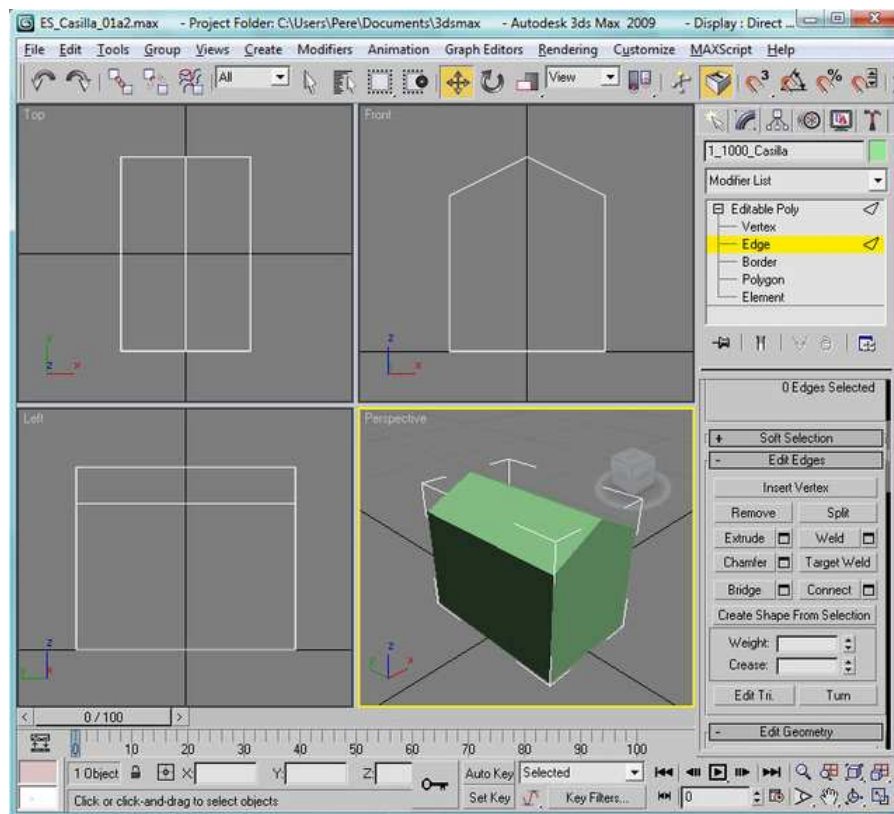 ES_Casilla_01a2.max - Project Folder: C:\Users\Pere\Documents\3dsmax - Autodesk 3ds Max 2009 - Display : Direct ...
File Edit Tools Group Views Create Modifiers Animation Graph Editors Rendering Customize MAXScript Help
All View 3 %
Top Front
1_1000_Casilla
Modifier List
Editable Poly
Vertex
Edge
Border
Polygon
Element
y z x
z x
0 Edges Selected
Left Perspective
+ Soft Selection
- Edit Edges
Insert Vertex
Remove Split
Extrude Weld
Chamfer Target Weld
Bridge Connect
Create Shape From Selection
Weight:
Crease:
Edit Tri. Turn
z
z
< 0 / 100 >
- Edit Geometry
0 10 20 30 40 50 60 70 80 90 100
1 Object X: Y: Z: Auto Key Selected
Click or click-and-drag to select objects Set Key Key Filters... 0